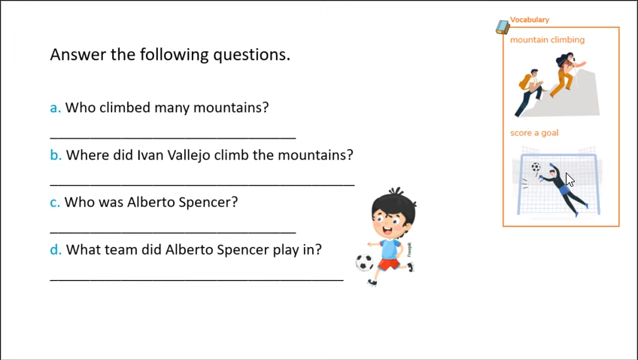 Vocabulary
mountain climbing
Answer the following questions.
a. Who climbed many mountains?
score a goal
b. Where did Ivan Vallejo climb the mountains?
c. Who was Alberto Spencer?
d. What team did Alberto Spencer play in?
Freepik